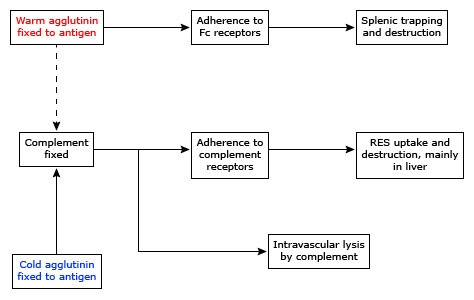 Warm agglutinin
fixed to antigen
Adherence to
Fc receptors
Splenic trapping
and destruction
Complement
fixed
Adherence to
complement
receptors
RES uptake and
destruction, mainly
in liver
Intravascular lysis
by complement
Cold agglutinin
fixed to antigen